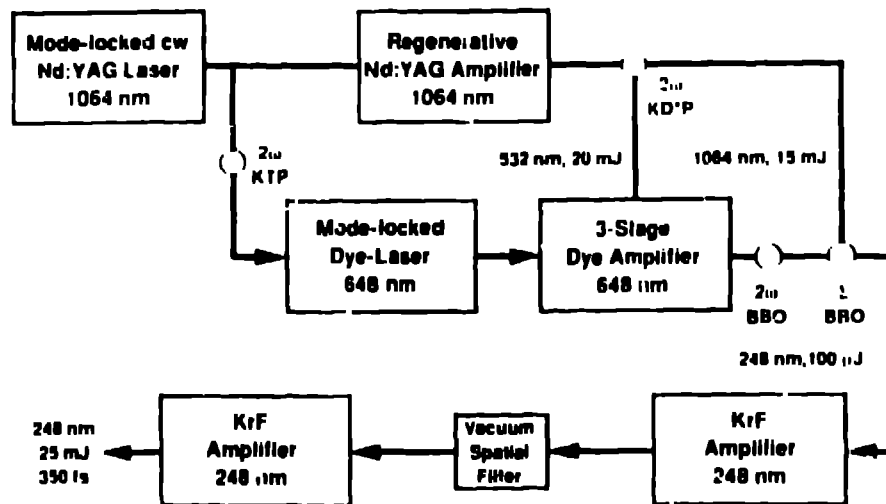 Mode-locked cw
Nd:YAG Laser
1064 nm
Regenerative
Nd:YAG Amplifier
1064 nm
2ω
KTP
2ω
KD*P
532 nm, 20 mJ
1064 nm, 15 mJ
Mode-locked
Dye-Laser
648 nm
3-Stage
Dye Amplifier
648 nm
2ω
BBO
Σ
BBO
248 nm, 100 µJ
248 nm
25 mJ
350 fs
KrF
Amplifier
248 nm
Vacuum
Spatial
Filter
KrF
Amplifier
248 nm